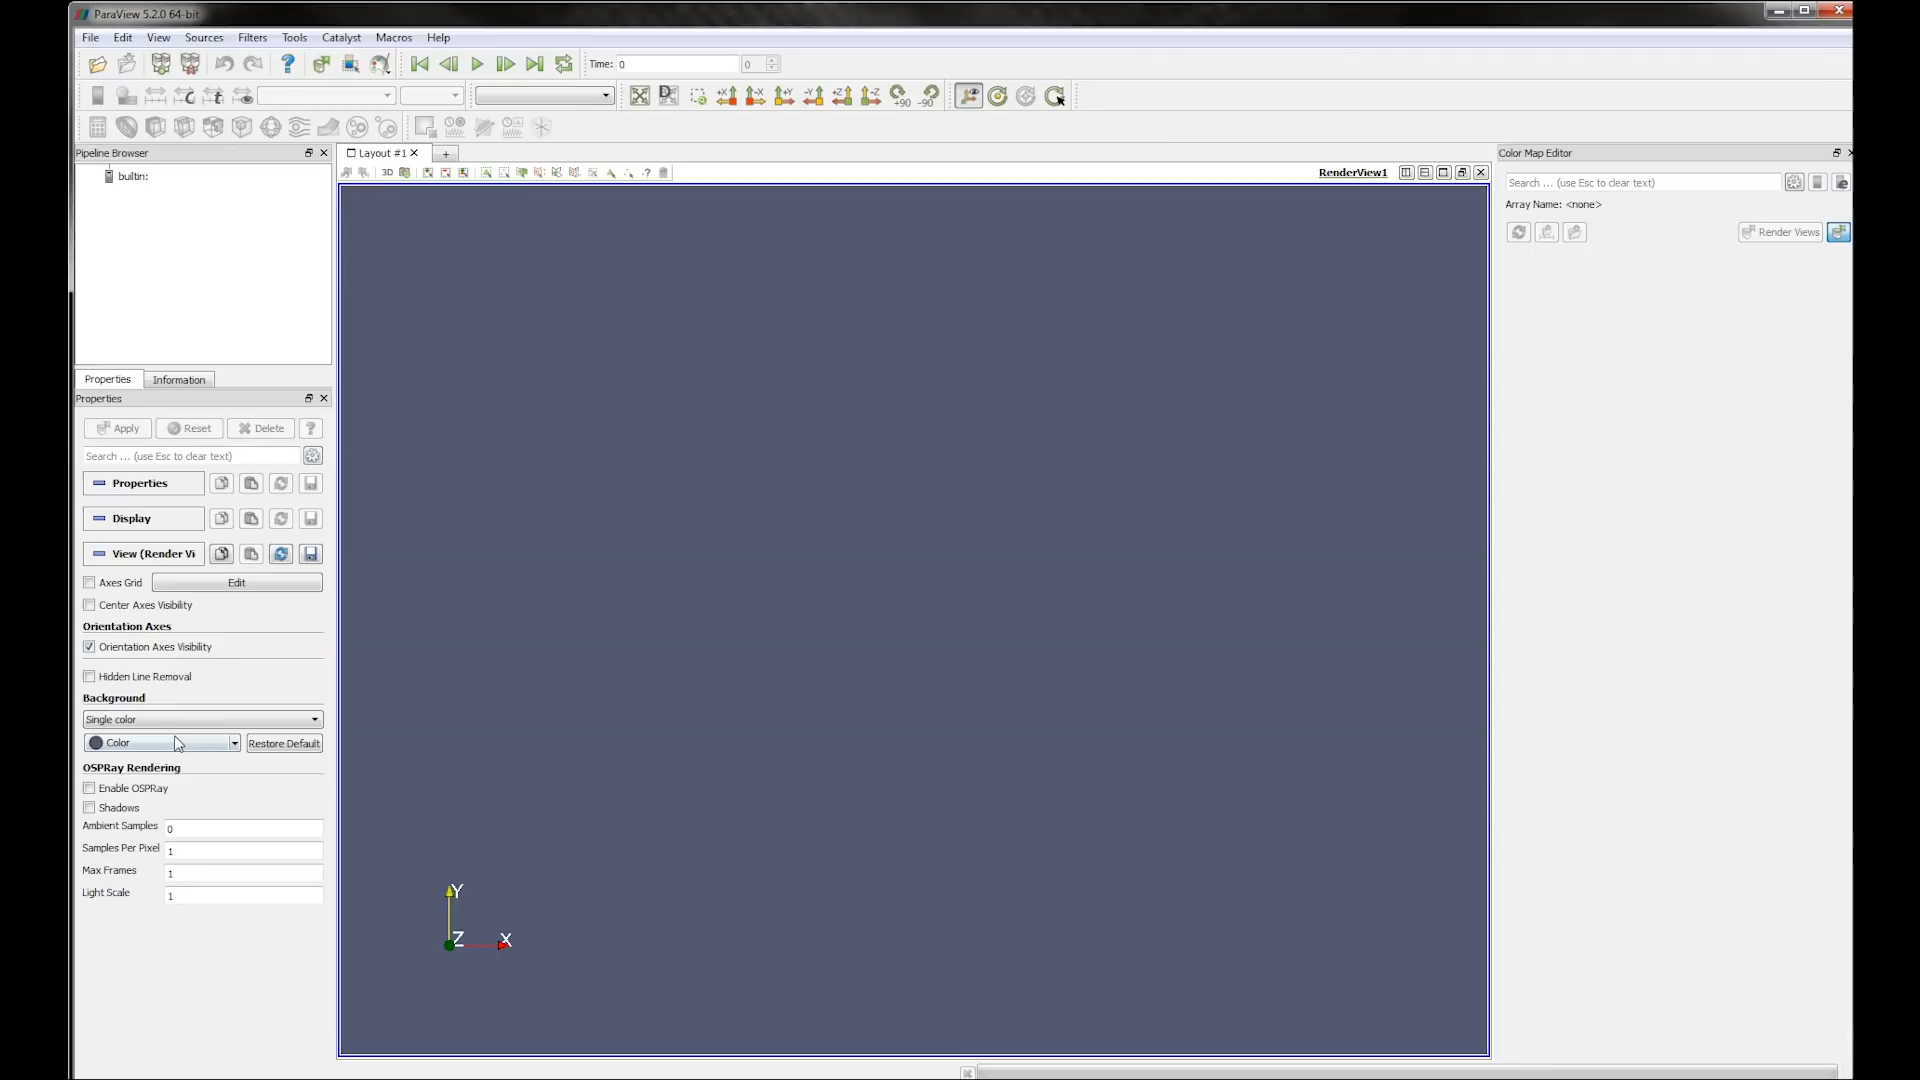 ParaView 5.2.0 64-bit
File Edit View Sources Filters Tools Catalyst Macros Help
Time: 0 0
+X -X +Y -Y +Z -Z +90 -90
Pipeline Browser
builtin:
Layout #1
3D
RenderView1
Color Map Editor
Search ... (use Esc to clear text)
Array Name: <none>
Render Views
Properties Information
Properties
Apply Reset Delete ?
Search ... (use Esc to clear text)
Properties
Display
View (Render Vi
Axes Grid Edit
Center Axes Visibility
Orientation Axes
Orientation Axes Visibility
Hidden Line Removal
Background
Single color
Color Restore Default
OSPRay Rendering
Enable OSPRay
Shadows
Ambient Samples 0
Samples Per Pixel 1
Max Frames 1
Light Scale 1
Y
Z X